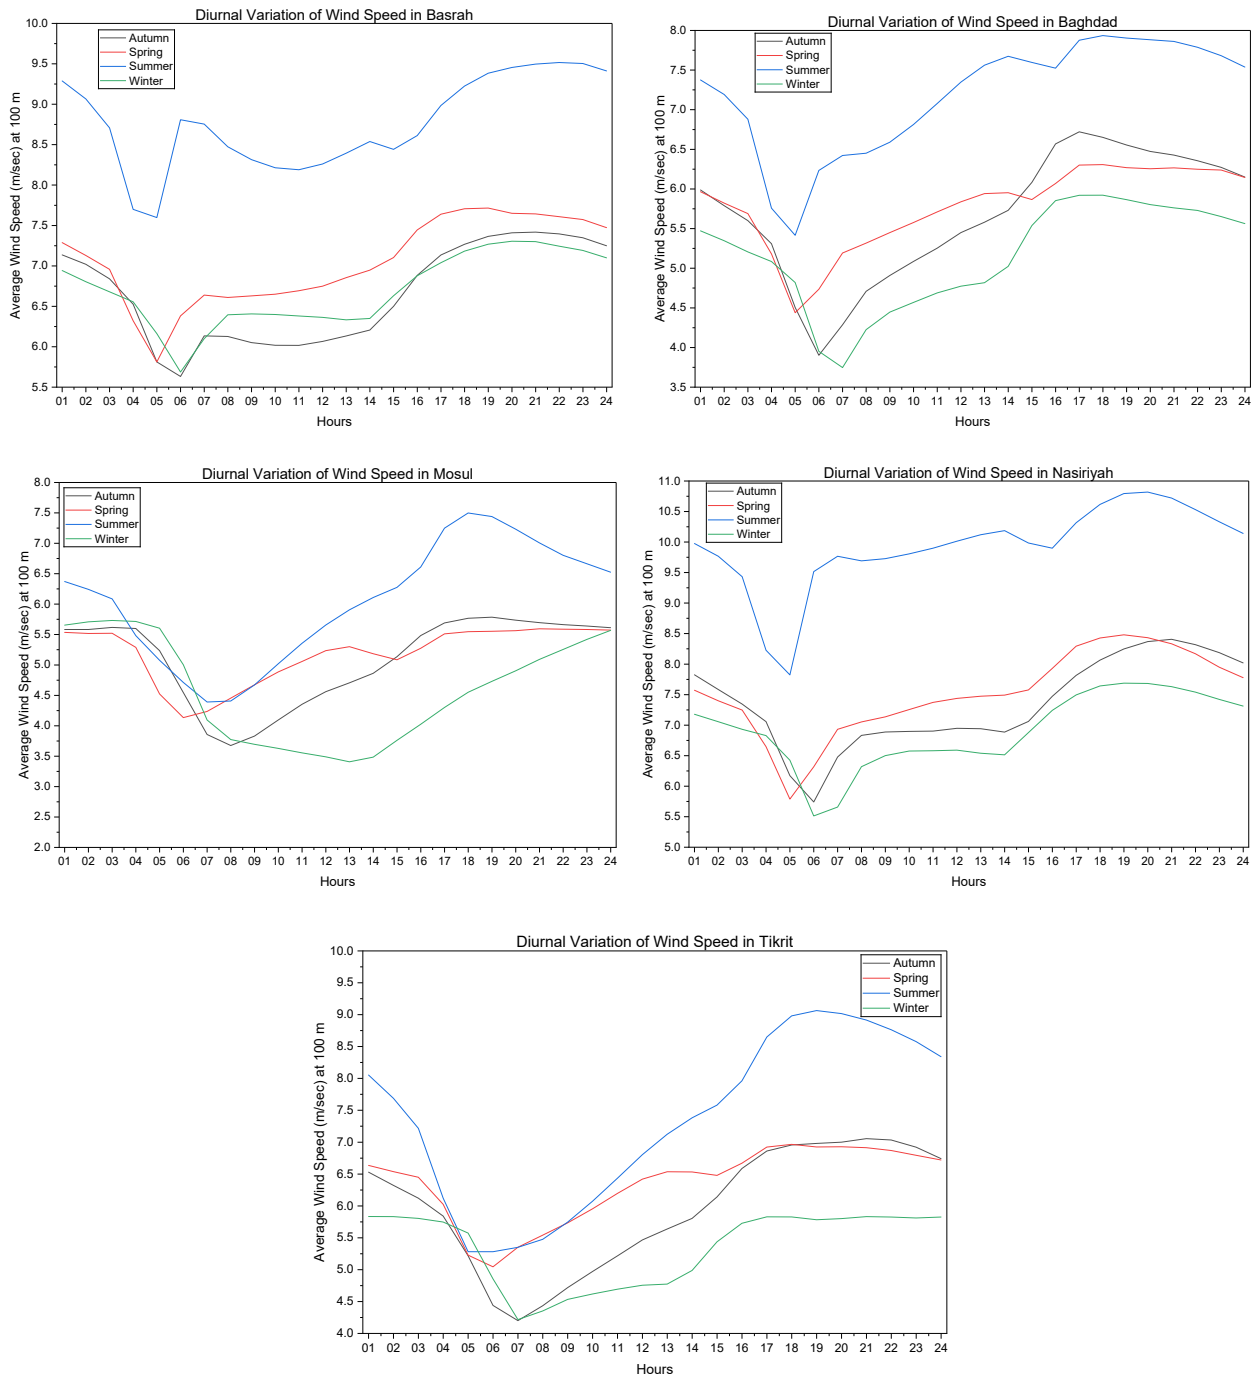 Diurnal Variation of Wind Speed in Basrah
Average Wind Speed (m/sec) at 100 m
10.0
9.5
9.0
8.5
8.0
7.5
7.0
6.5
6.0
5.5
Autumn
Spring
Summer
Winter
01 02 03 04 05 06 07 08 09 10 11 12 13 14 15 16 17 18 19 20 21 22 23 24
Hours
Diurnal Variation of Wind Speed in Baghdad
Average Wind Speed (m/sec) at 100 m
8.0
7.5
7.0
6.5
6.0
5.5
5.0
4.5
4.0
3.5
Autumn
Spring
Summer
Winter
01 02 03 04 05 06 07 08 09 10 11 12 13 14 15 16 17 18 19 20 21 22 23 24
Hours
Diurnal Variation of Wind Speed in Mosul
Average Wind Speed (m/sec) at 100 m
8.0
7.5
7.0
6.5
6.0
5.5
5.0
4.5
4.0
3.5
3.0
2.5
2.0
Autumn
Spring
Summer
Winter
01 02 03 04 05 06 07 08 09 10 11 12 13 14 15 16 17 18 19 20 21 22 23 24
Hours
Diurnal Variation of Wind Speed in Nasiriyah
Average Wind Speed (m/sec) at 100 m
11.0
10.5
10.0
9.5
9.0
8.5
8.0
7.5
7.0
6.5
6.0
5.5
5.0
Autumn
Spring
Summer
Winter
01 02 03 04 05 06 07 08 09 10 11 12 13 14 15 16 17 18 19 20 21 22 23 24
Hours
Diurnal Variation of Wind Speed in Tikrit
Average Wind Speed (m/sec) at 100 m
10.0
9.5
9.0
8.5
8.0
7.5
7.0
6.5
6.0
5.5
5.0
4.5
4.0
Autumn
Spring
Summer
Winter
01 02 03 04 05 06 07 08 09 10 11 12 13 14 15 16 17 18 19 20 21 22 23 24
Hours